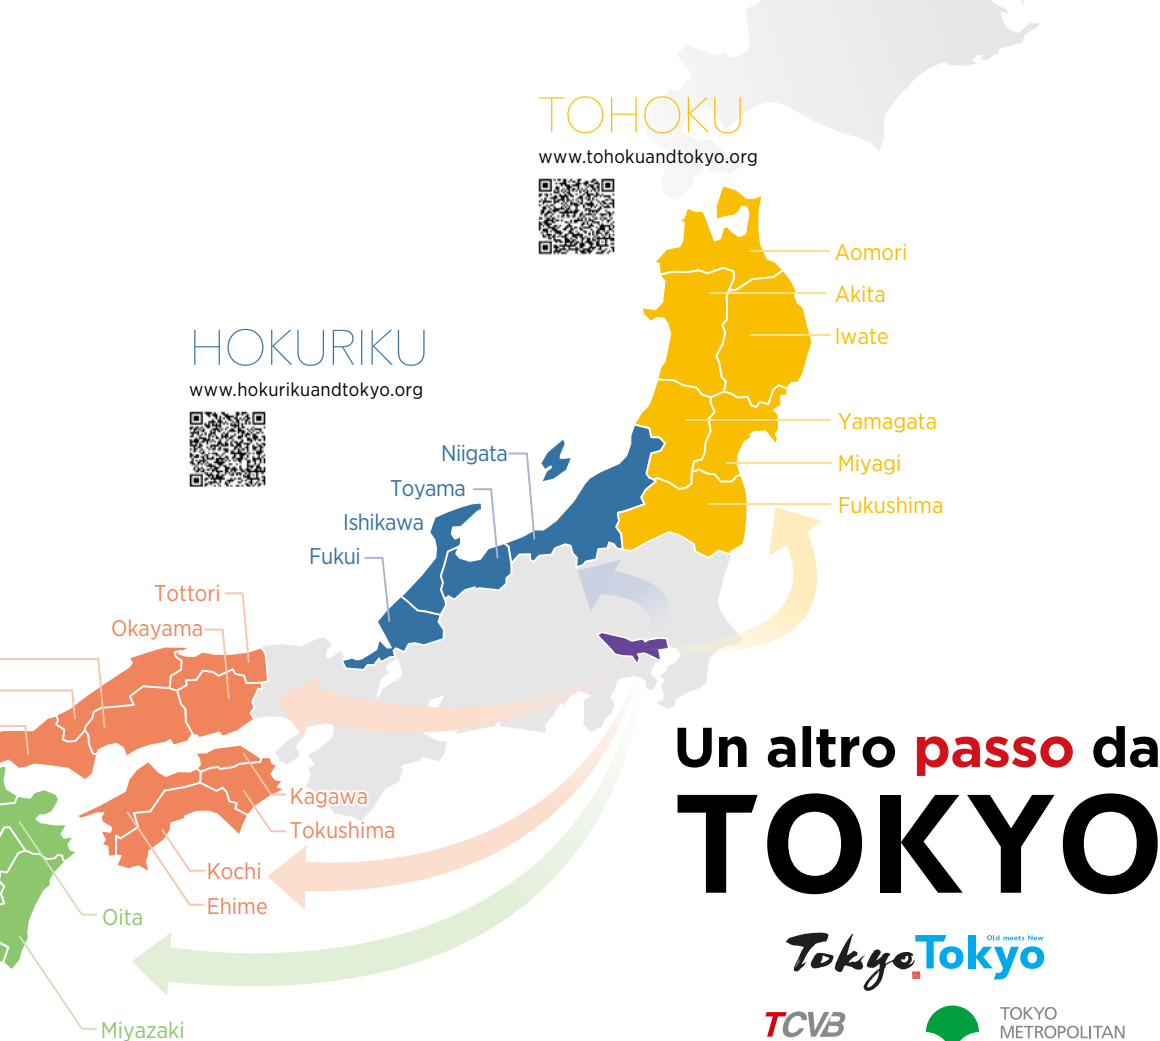 TOHOKU
www.tohokuandtokyo.org
Aomori
Akita
Iwate
HOKURIKU
www.hokurikuandtokyo.org
Yamagata
Niigata
Miyagi
Toyama
Fukushima
Ishikawa
Fukui
Tottori
Okayama
Un altro passo da
TOKYO
Kagawa
Tokushima
Kochi
Ehime
Oita
Old meets New
Tokyo Tokyo
TCVB
TOKYO
METROPOLITAN
Miyazaki